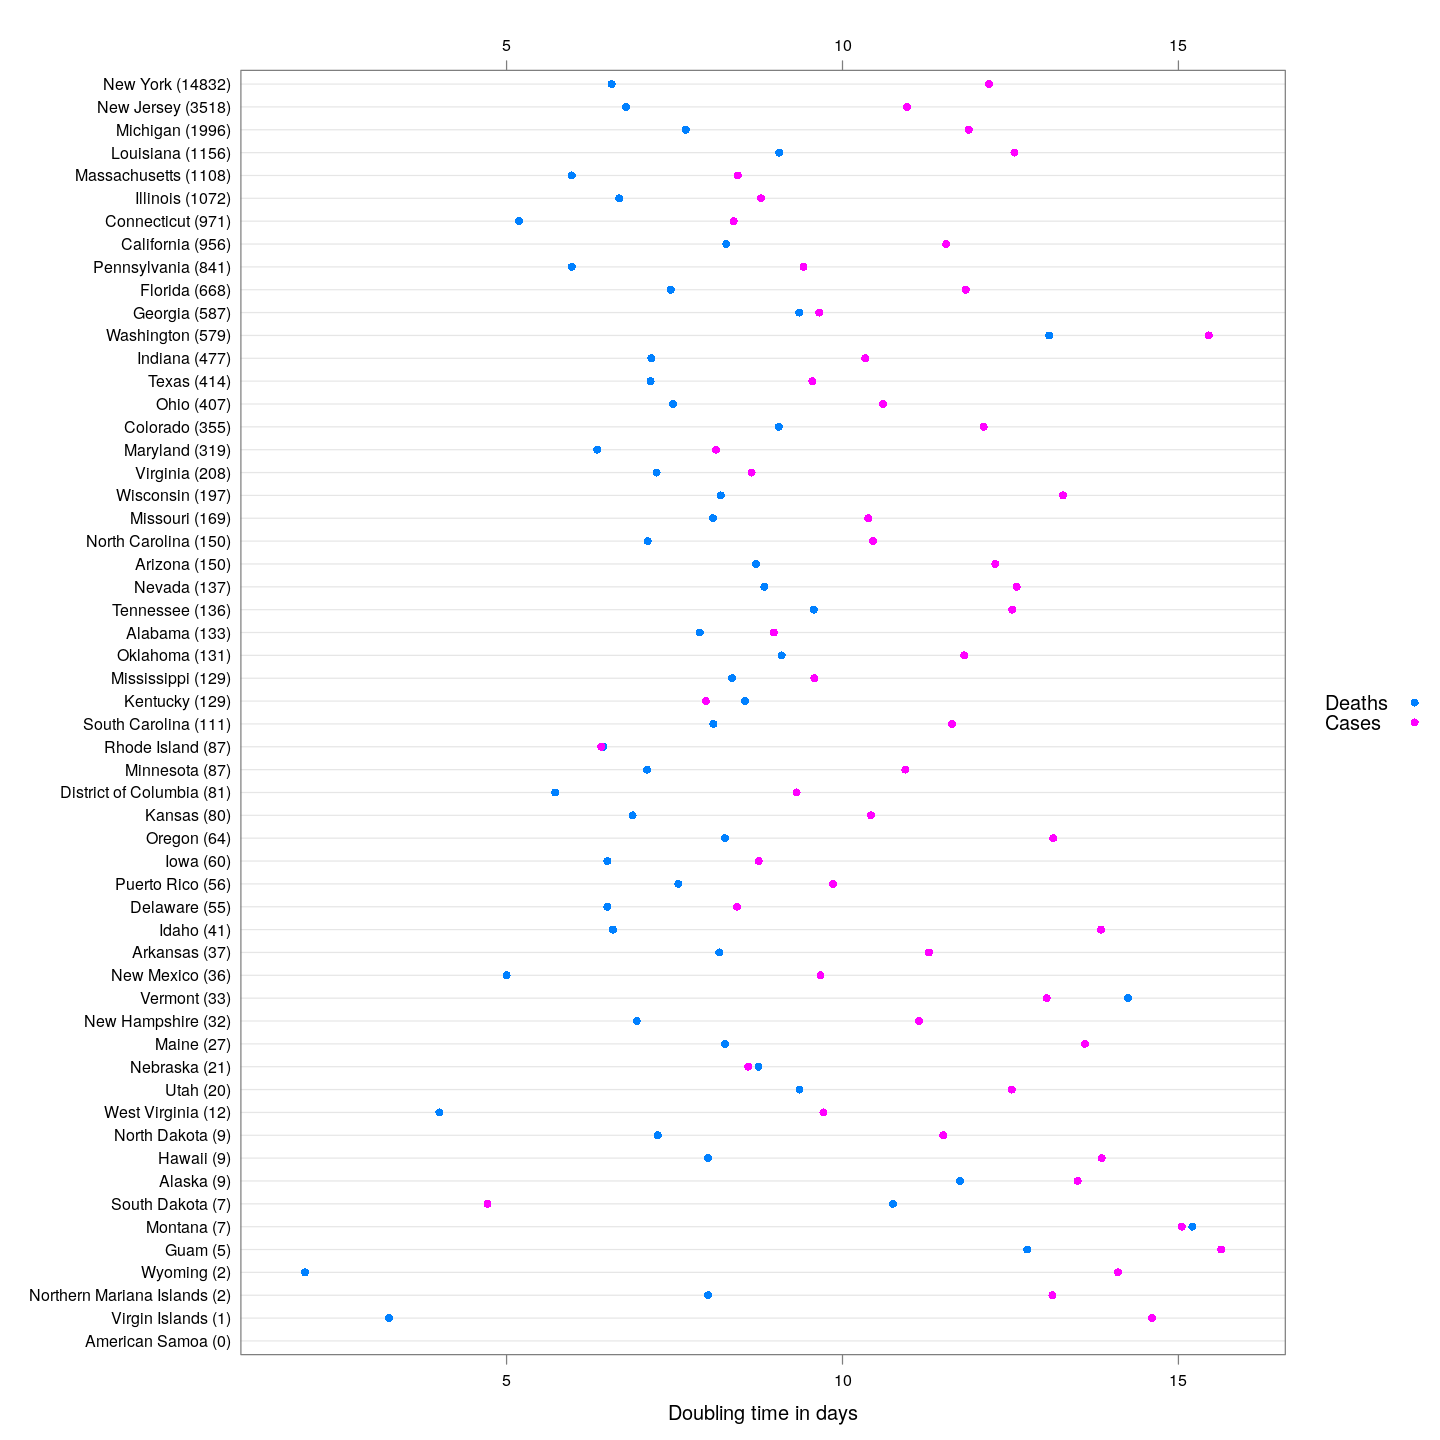 5 10 15
New York (14832)
New Jersey (3518)
Michigan (1996)
Louisiana (1156)
Massachusetts (1108)
Illinois (1072)
Connecticut (971)
California (956)
Pennsylvania (841)
Florida (668)
Georgia (587)
Washington (579)
Indiana (477)
Texas (414)
Ohio (407)
Colorado (355)
Maryland (319)
Virginia (208)
Wisconsin (197)
Missouri (169)
North Carolina (150)
Arizona (150)
Nevada (137)
Tennessee (136)
Alabama (133)
Oklahoma (131)
Mississippi (129)
Kentucky (129)
South Carolina (111)
Rhode Island (87)
Minnesota (87)
District of Columbia (81)
Kansas (80)
Oregon (64)
Iowa (60)
Puerto Rico (56)
Delaware (55)
Idaho (41)
Arkansas (37)
New Mexico (36)
Vermont (33)
New Hampshire (32)
Maine (27)
Nebraska (21)
Utah (20)
West Virginia (12)
North Dakota (9)
Hawaii (9)
Alaska (9)
South Dakota (7)
Montana (7)
Guam (5)
Wyoming (2)
Northern Mariana Islands (2)
Virgin Islands (1)
American Samoa (0)
5 10 15
Doubling time in days
Deaths
Cases